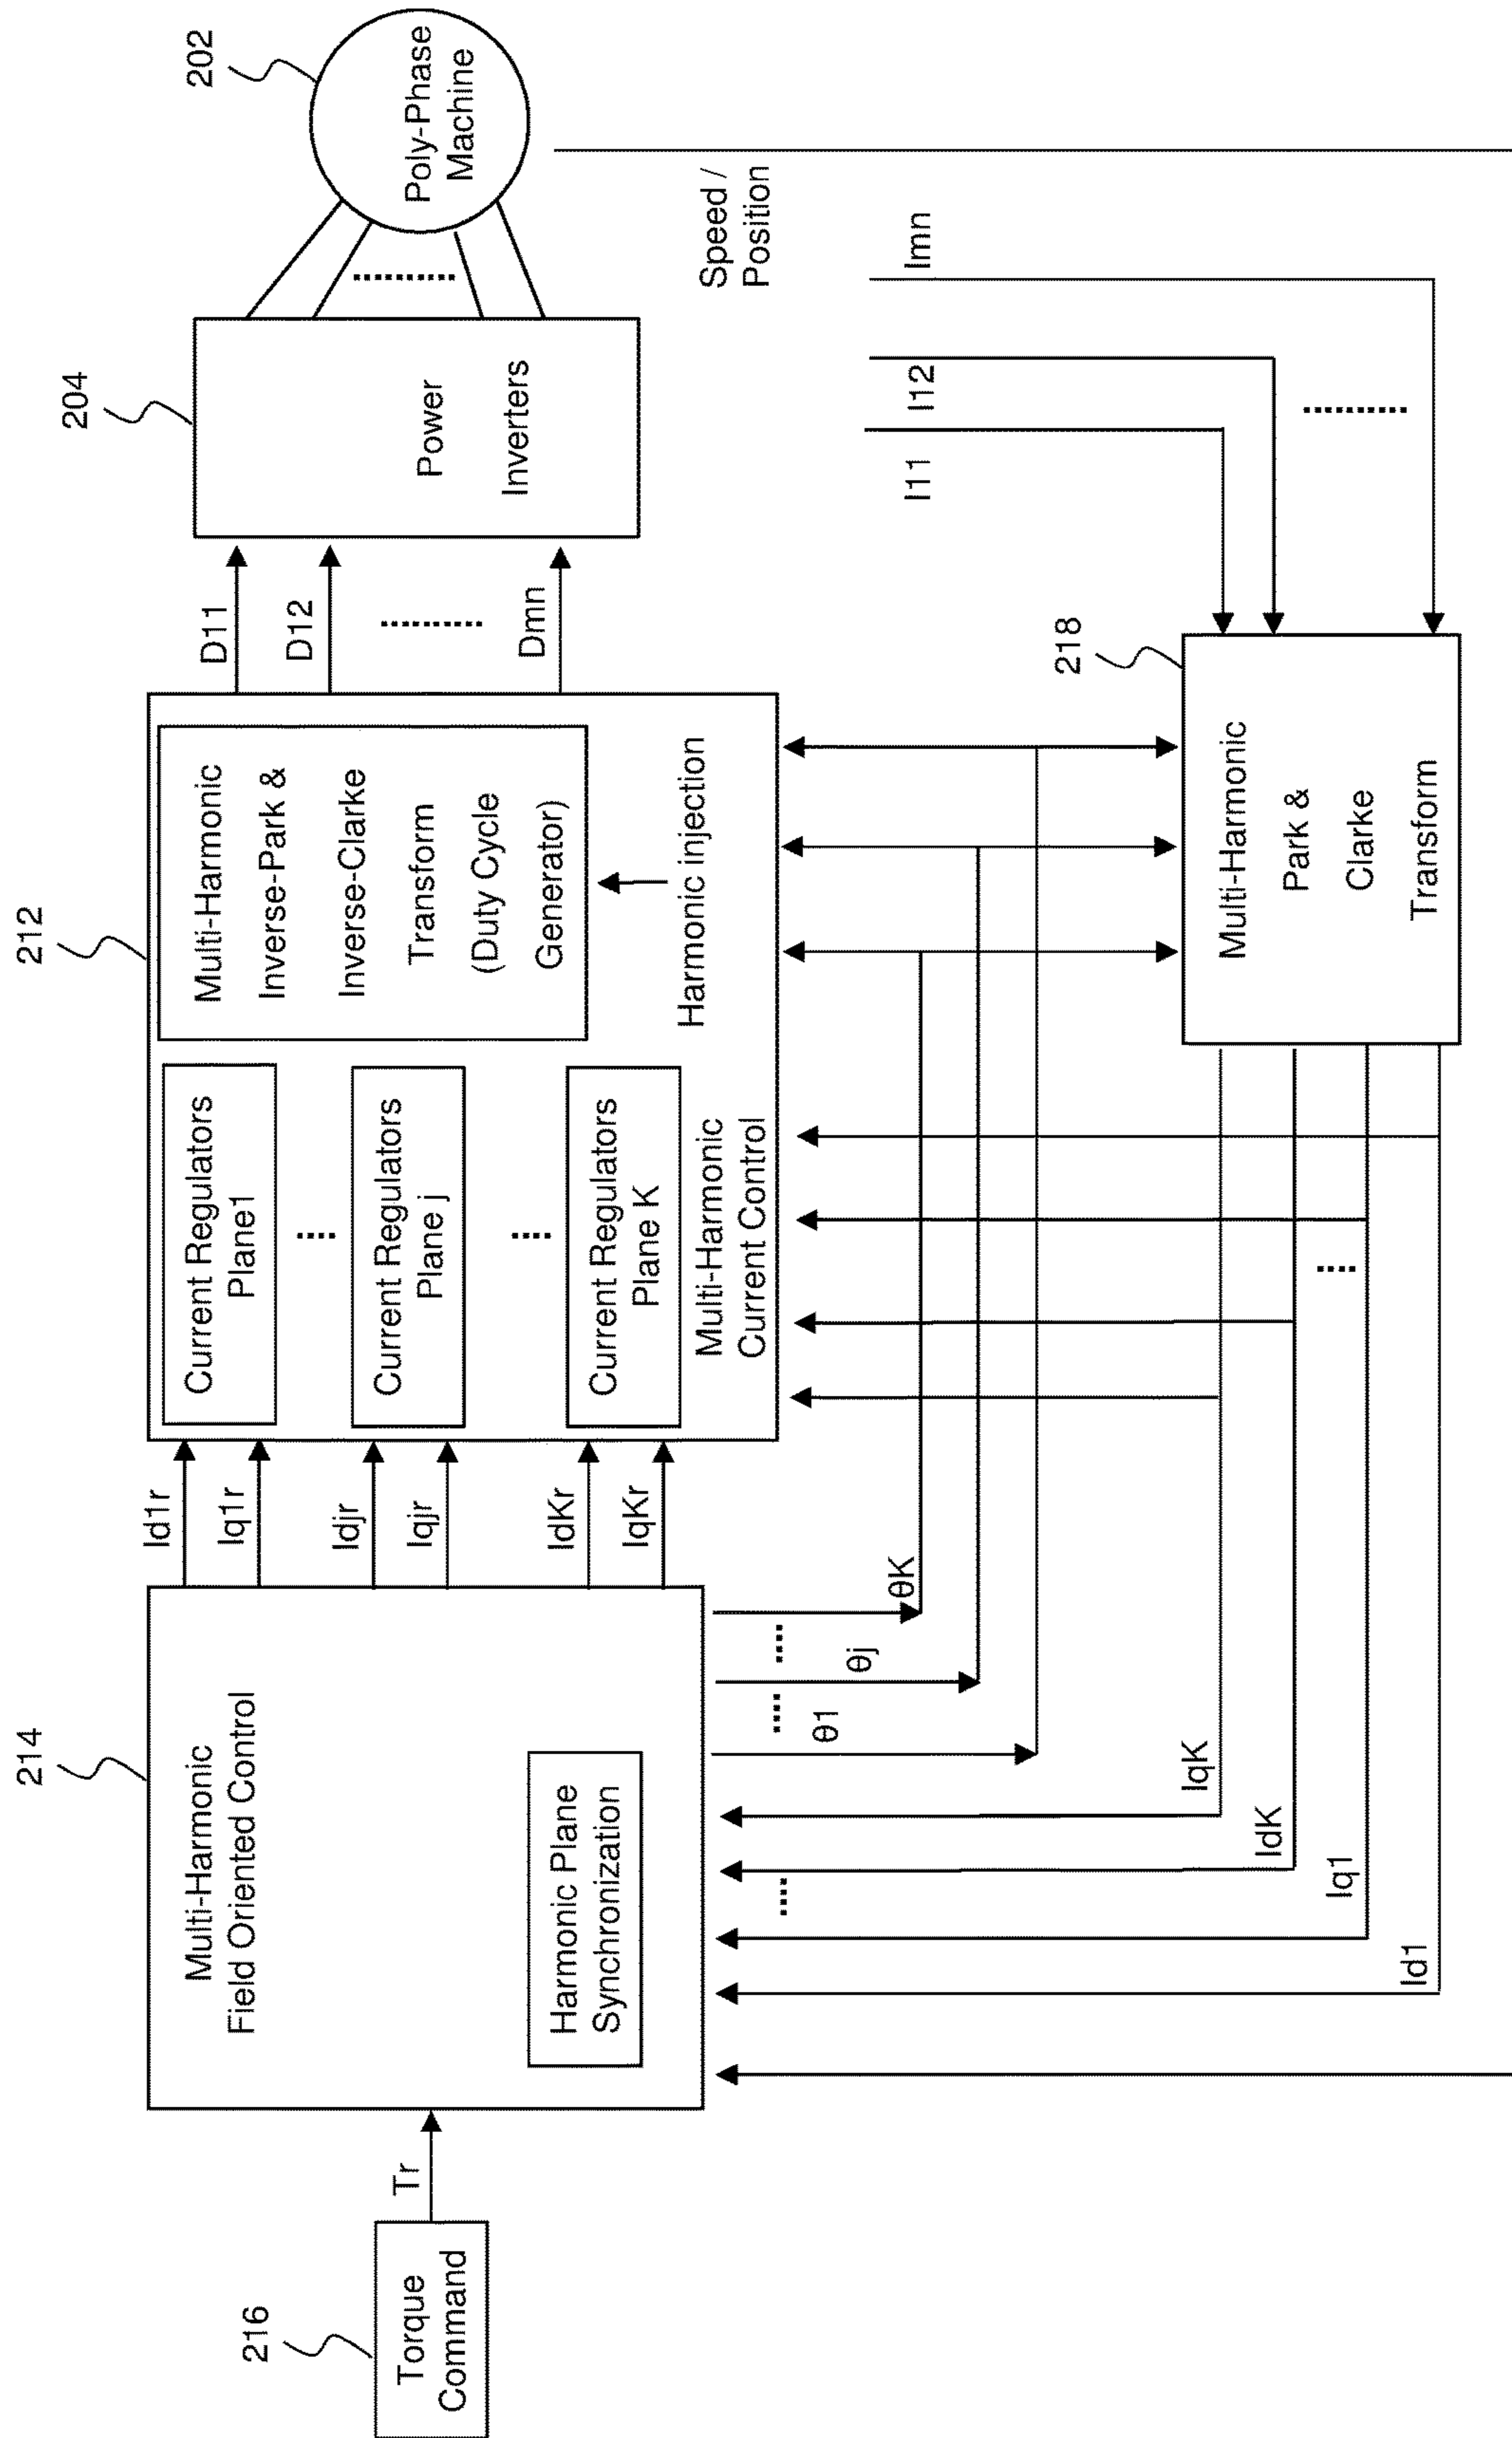 216
Torque
Command
Tr
214
Multi-Harmonic
Field Oriented Control
Harmonic Plane
Synchronization
Id1r
Iq1r
Idjr
Iqjr
IdKr
IqKr
θK
θj
θ1
212
Current Regulators
Plane1
Current Regulators
Plane j
Current Regulators
Plane K
Multi-Harmonic
Current Control
Multi-Harmonic
Inverse-Park &
Inverse-Clarke
Transform
(Duty Cycle
Generator)
Harmonic injection
D11
D12
Dmn
204
Power
Inverters
202
Poly-Phase
Machine
Speed /
Position
I11
I12
Imn
218
Multi-Harmonic
Park &
Clarke
Transform
IqK
IdK
Iq1
Id1